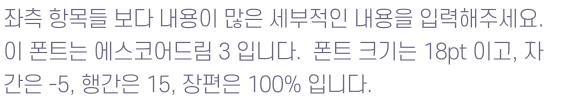 좌측 항목들 보다 내용이 많은 세부적인 내용을 입력해주세요.
이 폰트는 에스코어드림 3 입니다. 폰트 크기는 18pt 이고, 자
간은 -5, 행간은 15, 장편은 100% 입니다.